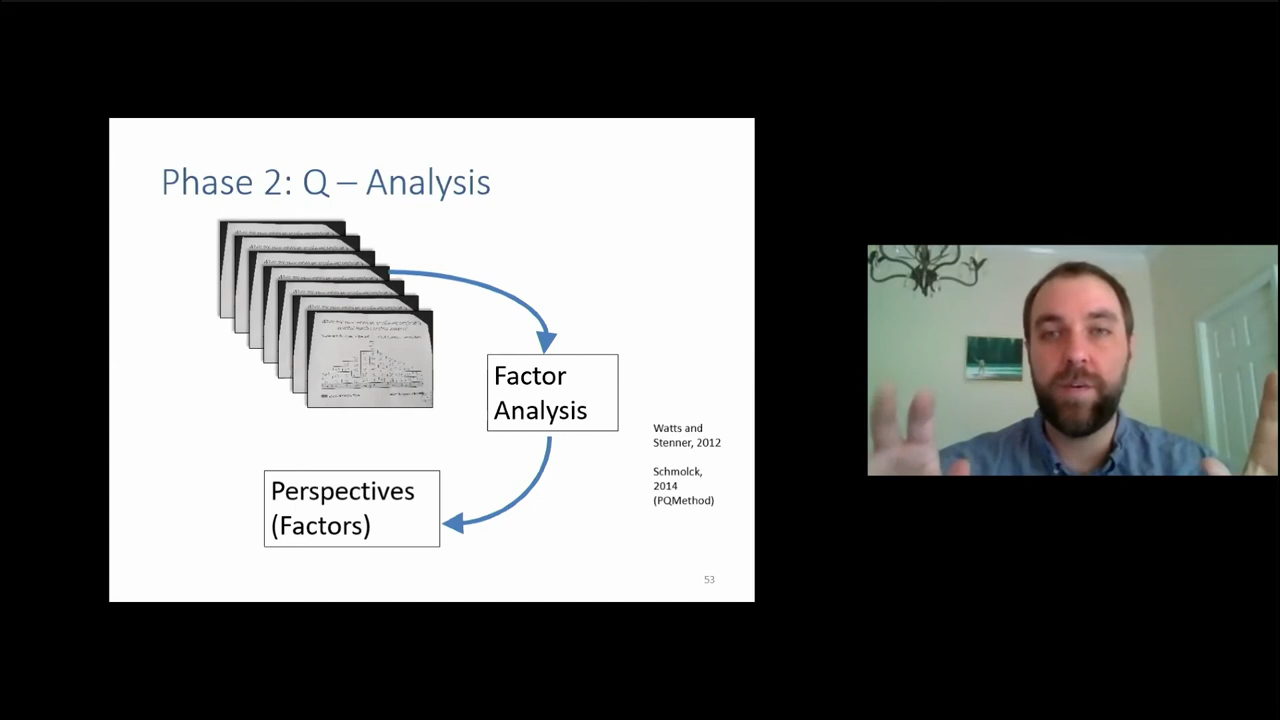 Phase 2: Q – Analysis
Factor
Analysis
Watts and
Stenner, 2012
Schmolck,
2014
(PQMethod)
Perspectives
(Factors)
53